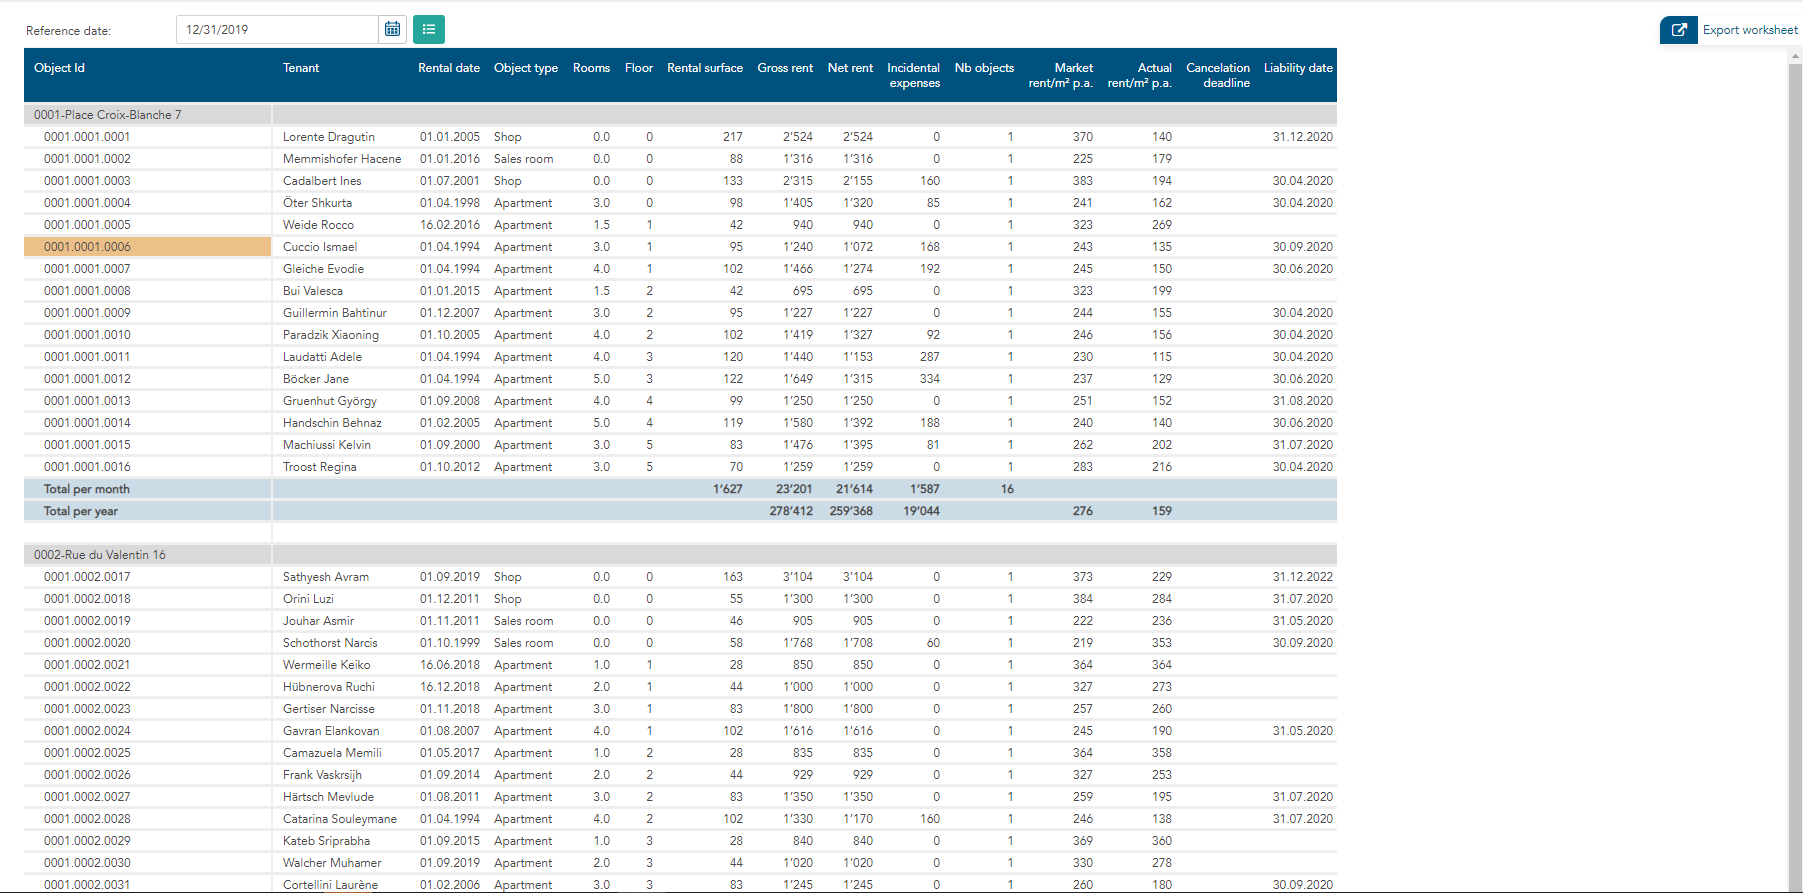 Reference date: 12/31/2019 Export worksheet
Object Id Tenant Rental date Object type Rooms Floor Rental surface Gross rent Net rent Incidental expenses Nb objects Market rent/m² p.a. Actual rent/m² p.a. Cancelation deadline Liability date
0001-Place Croix-Blanche 7
0001.0001.0001 Lorente Dragutin 01.01.2005 Shop 0.0 0 217 2'524 2'524 0 1 370 140 31.12.2020
0001.0001.0002 Memmishofer Hacene 01.01.2016 Sales room 0.0 0 88 1'316 1'316 0 1 225 179
0001.0001.0003 Cadalbert Ines 01.07.2001 Shop 0.0 0 133 2'315 2'155 160 1 383 194 30.04.2020
0001.0001.0004 Öter Shkurta 01.04.1998 Apartment 3.0 0 98 1'405 1'320 85 1 241 162 30.04.2020
0001.0001.0005 Weide Rocco 16.02.2016 Apartment 1.5 1 42 940 940 0 1 323 269
0001.0001.0006 Cuccio Ismael 01.04.1994 Apartment 3.0 1 95 1'240 1'072 168 1 243 135 30.09.2020
0001.0001.0007 Gleiche Evodie 01.04.1994 Apartment 4.0 1 102 1'466 1'274 192 1 245 150 30.06.2020
0001.0001.0008 Bui Valesca 01.01.2015 Apartment 1.5 2 42 695 695 0 1 323 199
0001.0001.0009 Guillermin Bahtinur 01.12.2007 Apartment 3.0 2 95 1'227 1'227 0 1 244 155 30.04.2020
0001.0001.0010 Paradzik Xiaoning 01.10.2005 Apartment 4.0 2 102 1'419 1'327 92 1 246 156 30.04.2020
0001.0001.0011 Laudatti Adele 01.04.1994 Apartment 4.0 3 120 1'440 1'153 287 1 230 115 30.04.2020
0001.0001.0012 Böcker Jane 01.04.1994 Apartment 5.0 3 122 1'649 1'315 334 1 237 129 30.06.2020
0001.0001.0013 Gruenhut György 01.09.2008 Apartment 4.0 4 99 1'250 1'250 0 1 251 152 31.08.2020
0001.0001.0014 Handschin Behnaz 01.02.2005 Apartment 5.0 4 119 1'580 1'392 188 1 240 140 30.06.2020
0001.0001.0015 Machiussi Kelvin 01.09.2000 Apartment 3.0 5 83 1'476 1'395 81 1 262 202 31.07.2020
0001.0001.0016 Troost Regina 01.10.2012 Apartment 3.0 5 70 1'259 1'259 0 1 283 216 30.04.2020
Total per month 1'627 23'201 21'614 1'587 16
Total per year 278'412 259'368 19'044 276 159
0002-Rue du Valentin 16
0001.0002.0017 Sathyesh Avram 01.09.2019 Shop 0.0 0 163 3'104 3'104 0 1 373 229 31.12.2022
0001.0002.0018 Orini Luzi 01.12.2011 Shop 0.0 0 55 1'300 1'300 0 1 384 284 31.07.2020
0001.0002.0019 Jouhar Asmir 01.11.2011 Sales room 0.0 0 46 905 905 0 1 222 236 31.05.2020
0001.0002.0020 Schothorst Narcis 01.10.1999 Sales room 0.0 0 58 1'768 1'708 60 1 219 353 30.09.2020
0001.0002.0021 Wermeille Keiko 16.06.2018 Apartment 1.0 1 28 850 850 0 1 364 364
0001.0002.0022 Hübnerova Ruchi 16.12.2018 Apartment 2.0 1 44 1'000 1'000 0 1 327 273
0001.0002.0023 Gertiser Narcisse 01.11.2018 Apartment 3.0 1 83 1'800 1'800 0 1 257 260
0001.0002.0024 Gavran Elankovan 01.08.2007 Apartment 4.0 1 102 1'616 1'616 0 1 245 190 31.05.2020
0001.0002.0025 Camazuela Memili 01.05.2017 Apartment 1.0 2 28 835 835 0 1 364 358
0001.0002.0026 Frank Vaskrsijh 01.09.2014 Apartment 2.0 2 44 929 929 0 1 327 253
0001.0002.0027 Härtsch Mevlude 01.08.2011 Apartment 3.0 2 83 1'350 1'350 0 1 259 195 31.07.2020
0001.0002.0028 Catarina Souleymane 01.04.1994 Apartment 4.0 2 102 1'330 1'170 160 1 246 138 31.07.2020
0001.0002.0029 Kateb Sriprabha 01.09.2015 Apartment 1.0 3 28 840 840 0 1 369 360
0001.0002.0030 Walcher Muhamer 01.09.2019 Apartment 2.0 3 44 1'020 1'020 0 1 330 278
0001.0002.0031 Cortellini Laurène 01.02.2006 Apartment 3.0 3 83 1'245 1'245 0 1 260 180 30.09.2020